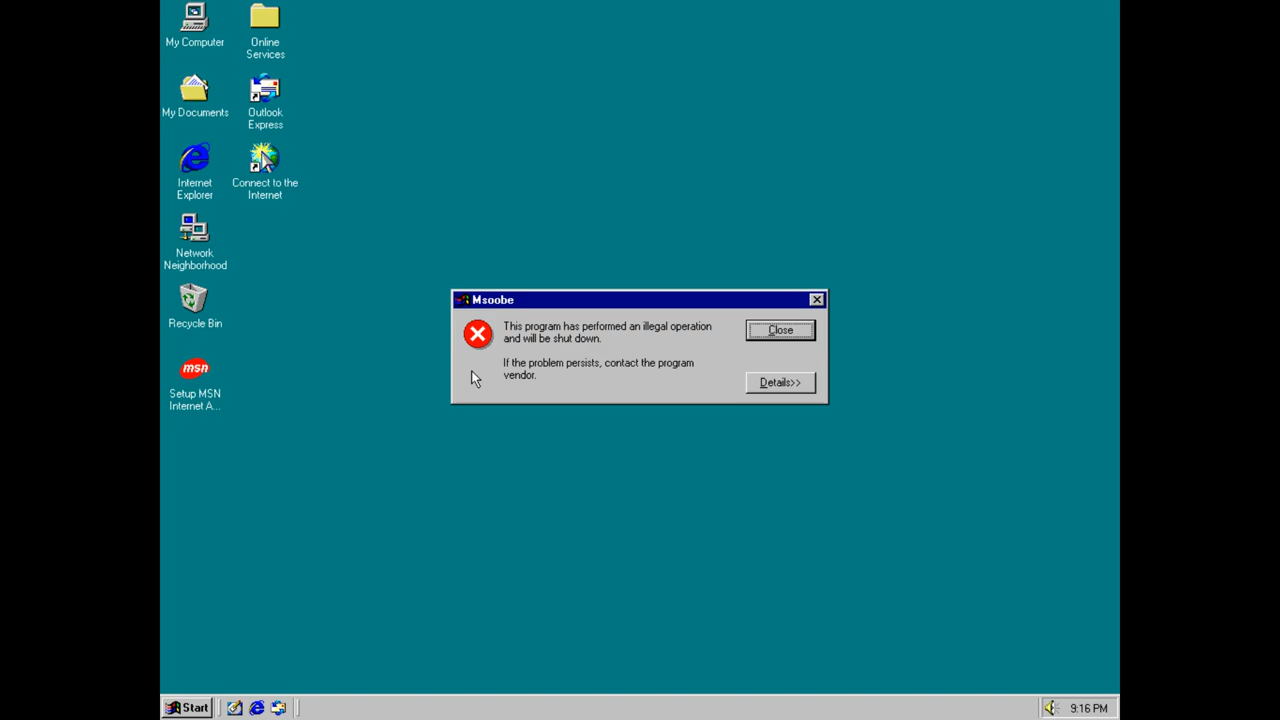 My Computer
Online
Services
My Documents
Outlook
Express
Internet
Explorer
Connect to the
Internet
Network
Neighborhood
Recycle Bin
msn
Setup MSN
Internet A...
Msoobe
This program has performed an illegal operation
and will be shut down.
If the problem persists, contact the program
vendor.
Close
Details>>
Start
9:16 PM